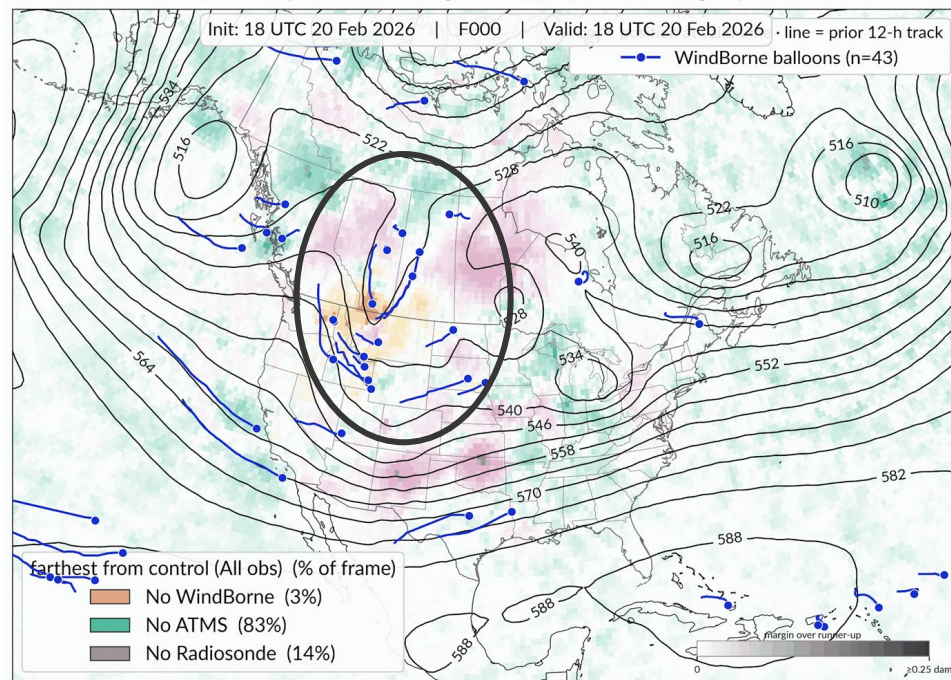 Init: 18 UTC 20 Feb 2026 | F000 | Valid: 18 UTC 20 Feb 2026
· line = prior 12-h track
WindBorne balloons (n=43)
534
516
522
528
516
510
522
516
540
528
534
564
552
540
546
558
582
570
588
588
588
farthest from control (All obs) (% of frame)
No WindBorne (3%)
No ATMS (83%)
No Radiosonde (14%)
margin over runner-up
0
≥0.25 dam